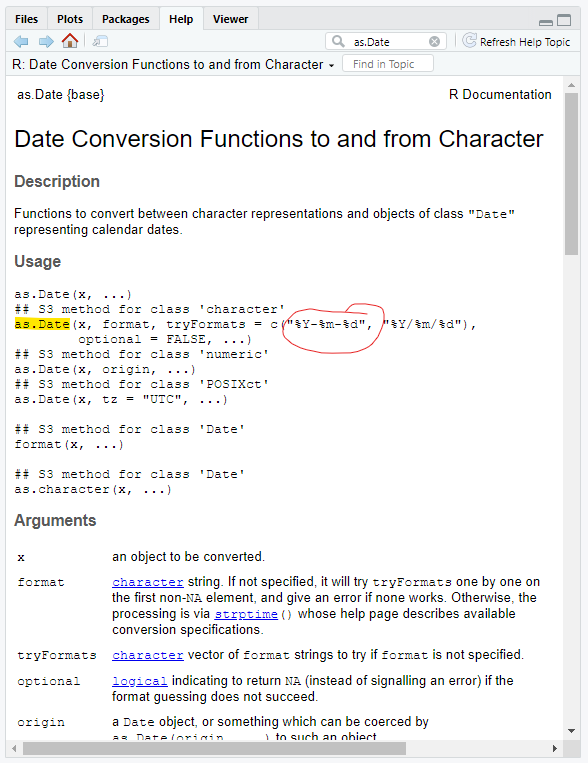 Files Plots Packages Help Viewer
as.Date Refresh Help Topic
R: Date Conversion Functions to and from Character Find in Topic
as.Date {base} R Documentation
Date Conversion Functions to and from Character
Description
Functions to convert between character representations and objects of class "Date"
representing calendar dates.
Usage
as.Date(x, ...)
## S3 method for class 'character'
as.Date(x, format, tryFormats = c("%Y-%m-%d", "%Y/%m/%d"),
        optional = FALSE, ...)
## S3 method for class 'numeric'
as.Date(x, origin, ...)
## S3 method for class 'POSIXct'
as.Date(x, tz = "UTC", ...)
## S3 method for class 'Date'
format(x, ...)
## S3 method for class 'Date'
as.character(x, ...)
Arguments
x an object to be converted.
format character string. If not specified, it will try tryFormats one by one on
the first non-NA element, and give an error if none works. Otherwise, the
processing is via strptime() whose help page describes available
conversion specifications.
tryFormats character vector of format strings to try if format is not specified.
optional logical indicating to return NA (instead of signalling an error) if the
format guessing does not succeed.
origin a Date object, or something which can be coerced by
as.Date(origin, ...) to such an object